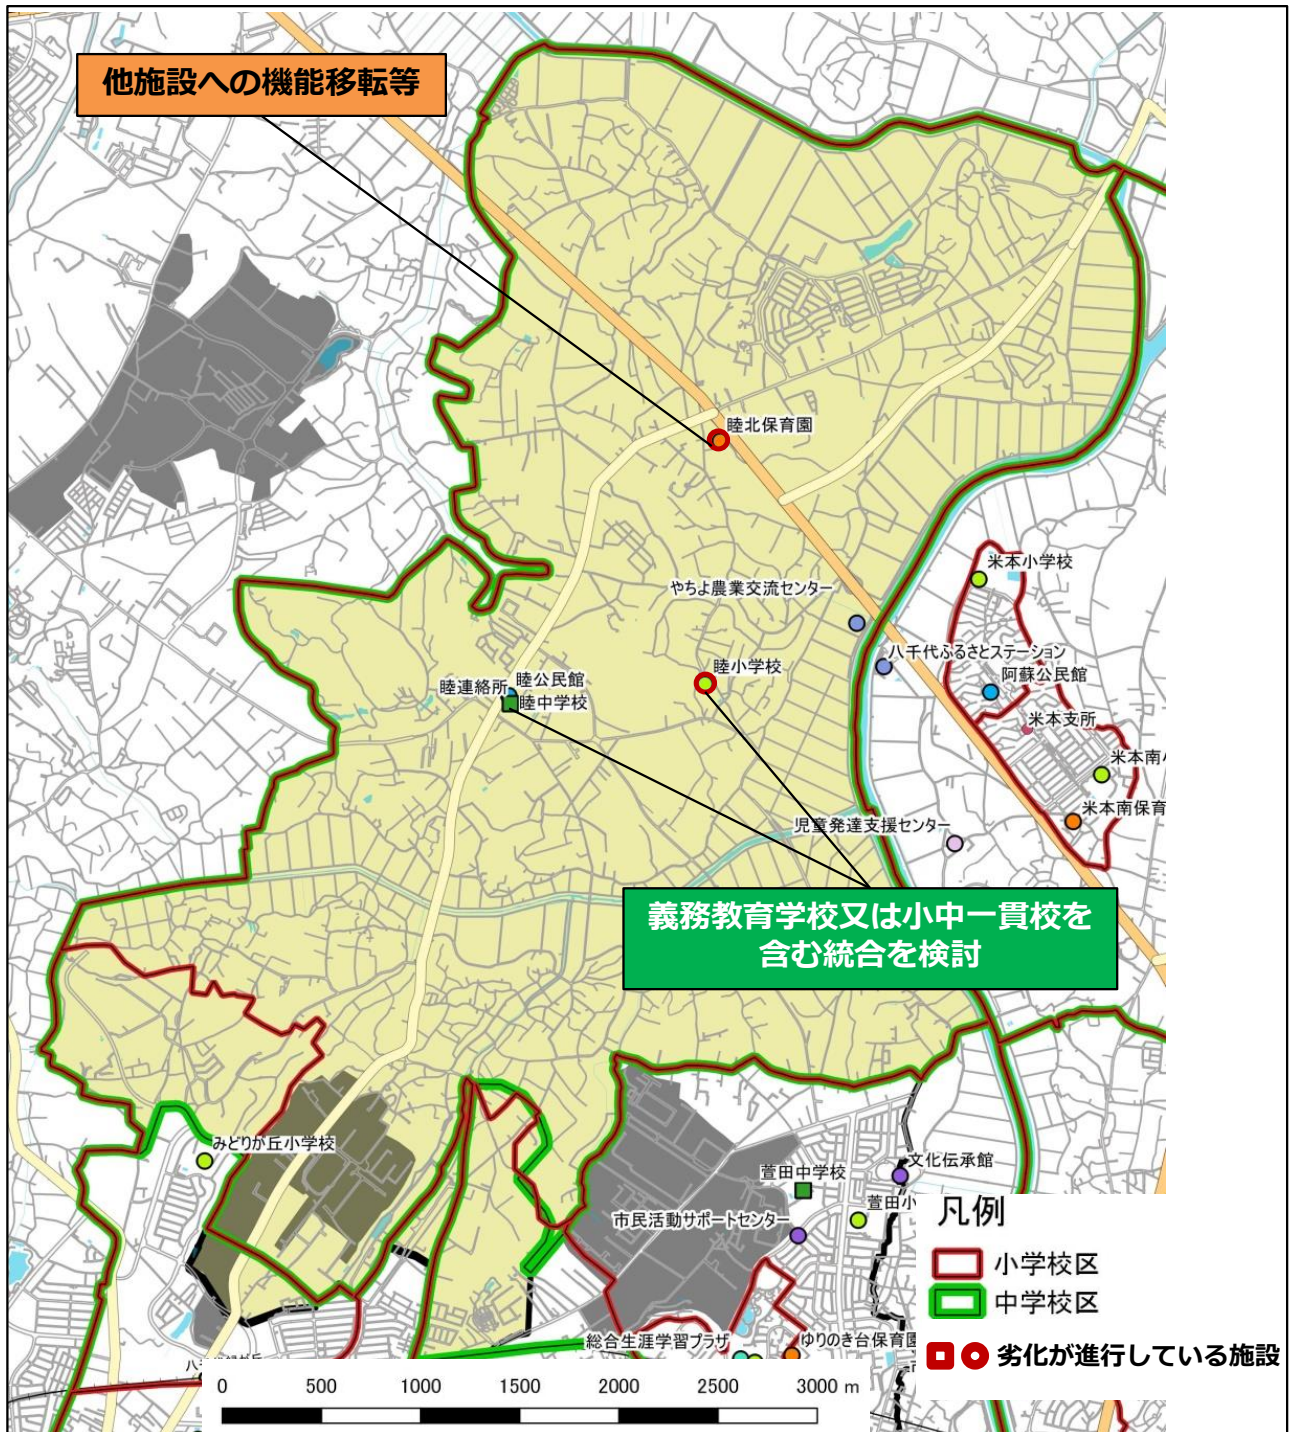 他施設への機能移転等
睦北保育園
米本小学校
やちよ農業交流センター
八千代ふるさとステーション
睦小学校
阿蘇公民館
睦連絡所
睦公民館
睦中学校
米本支所
米本南小
米本南保育
児童発達支援センター
義務教育学校又は小中一貫校を
含む統合を検討
みどりが丘小学校
文化伝承館
萱田中学校
萱田小
市民活動サポートセンター
凡例
小学校区
中学校区
総合生涯学習プラザ
ゆりのき台保育園
劣化が進行している施設
0 500 1000 1500 2000 2500 3000 m